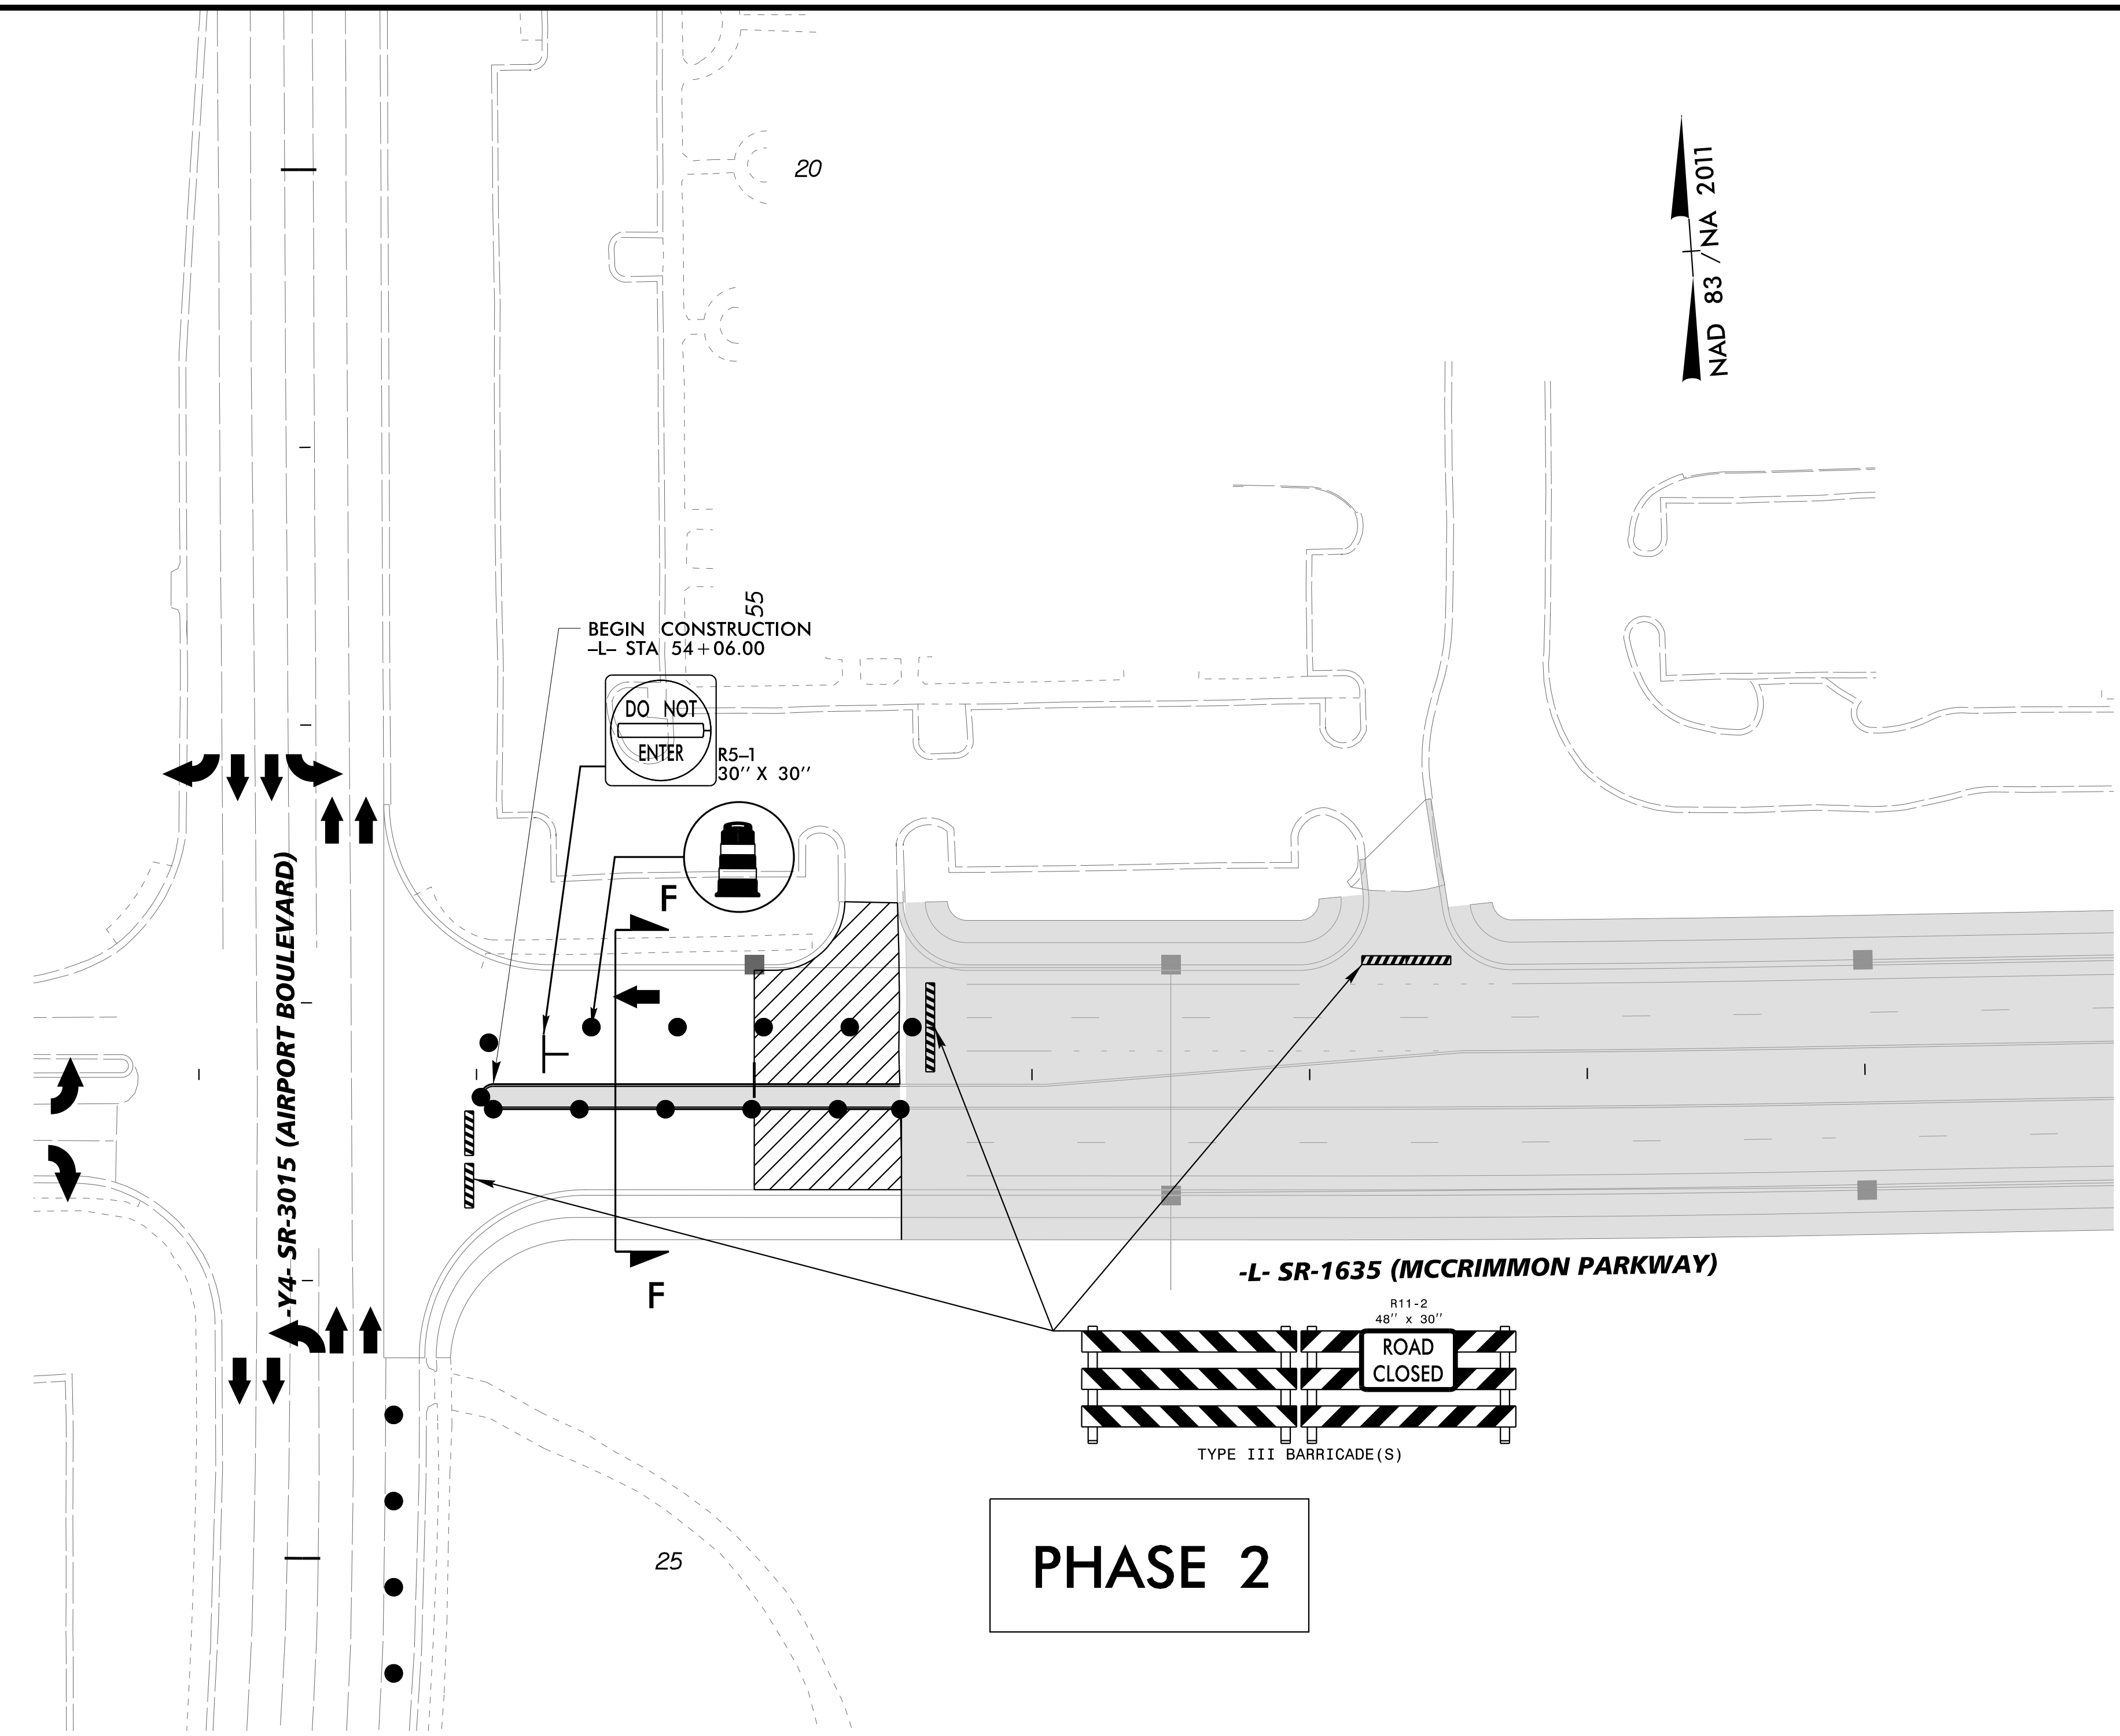 20
NAD 83 / NA 2011
55
BEGIN CONSTRUCTION
–L– STA 54+06.00
DO NOT
ENTER
R5–1
30'' X 30''
F
-Y4- SR-3015 (AIRPORT BOULEVARD)
F
-L- SR-1635 (MCCRIMMON PARKWAY)
R11-2
48'' x 30''
ROAD
CLOSED
TYPE III BARRICADE(S)
PHASE 2
25